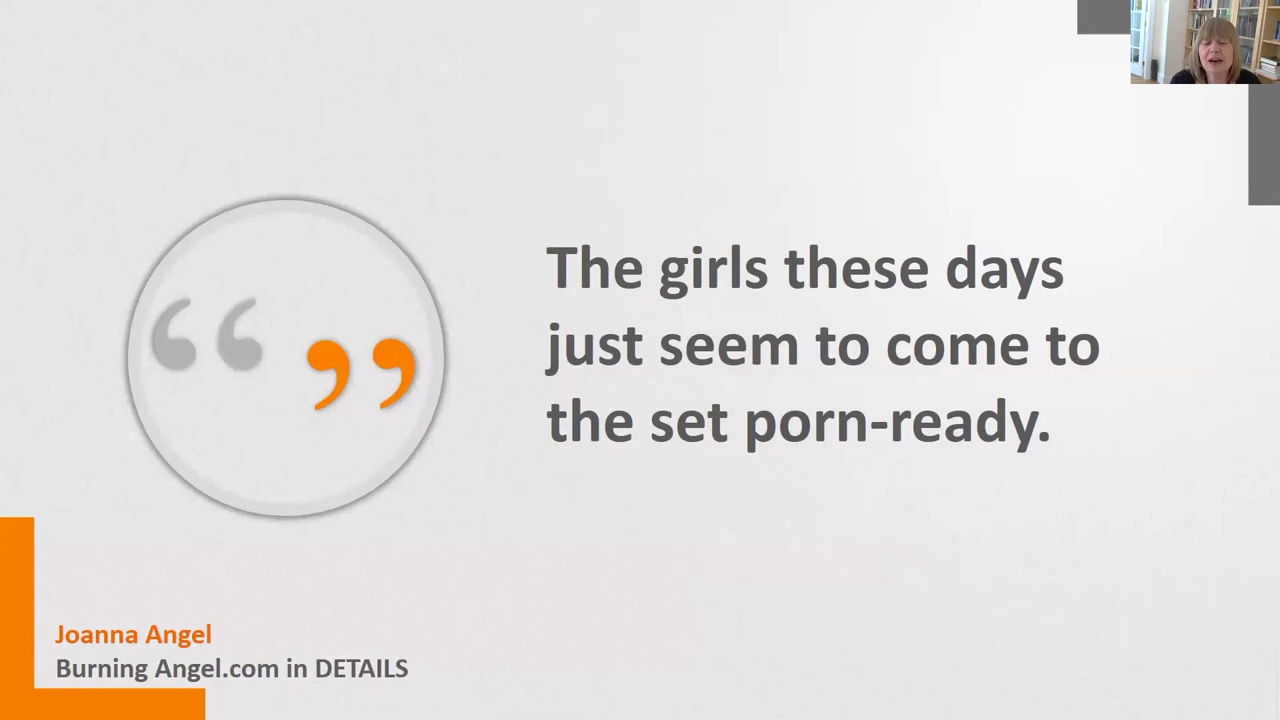 The girls these days
just seem to come to
the set porn-ready.
Joanna Angel
Burning Angel.com in DETAILS